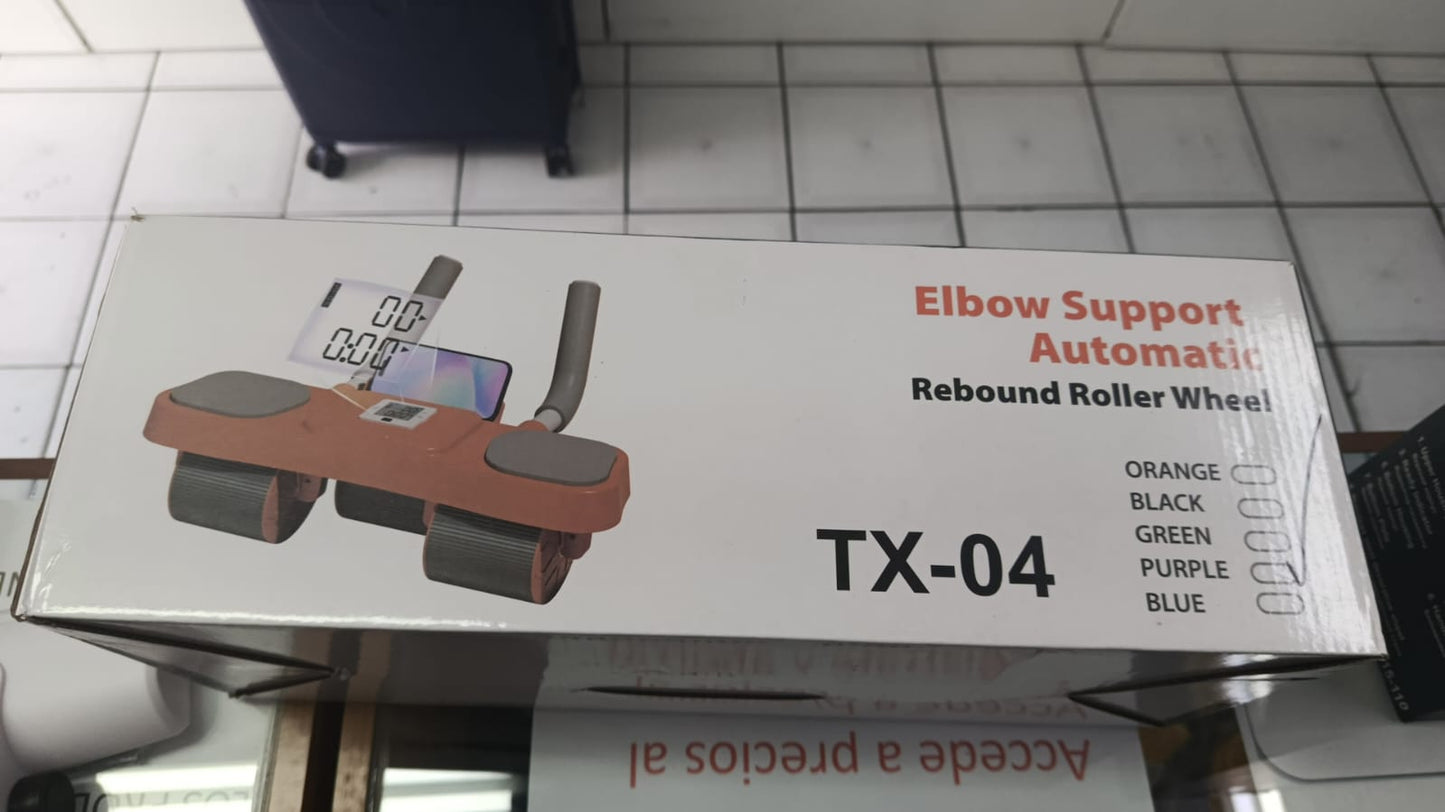 00
0:00
Elbow Support
Automatic
Rebound Roller Wheel
ORANGE
BLACK
GREEN
PURPLE
BLUE
TX-04
Accede a precios al